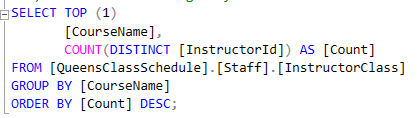 SELECT TOP (1)
[CourseName],
COUNT(DISTINCT [InstructorId]) AS [Count]
FROM [QueensClassSchedule].[Staff].[InstructorClass]
GROUP BY [CourseName]
ORDER BY [Count] DESC;